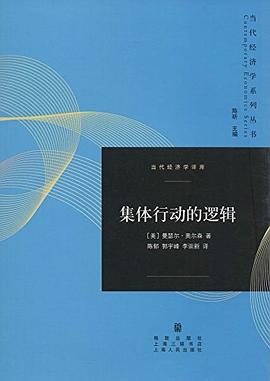 当代经济学系列丛书
Contemporary Economics Series
陈昕 主编
当代经济学译库
集体行动的逻辑
［美］曼瑟尔·奥尔森 著
陈郁 郭宇峰 李崇新 译
格致出版社
上海三联书店
上海人民出版社